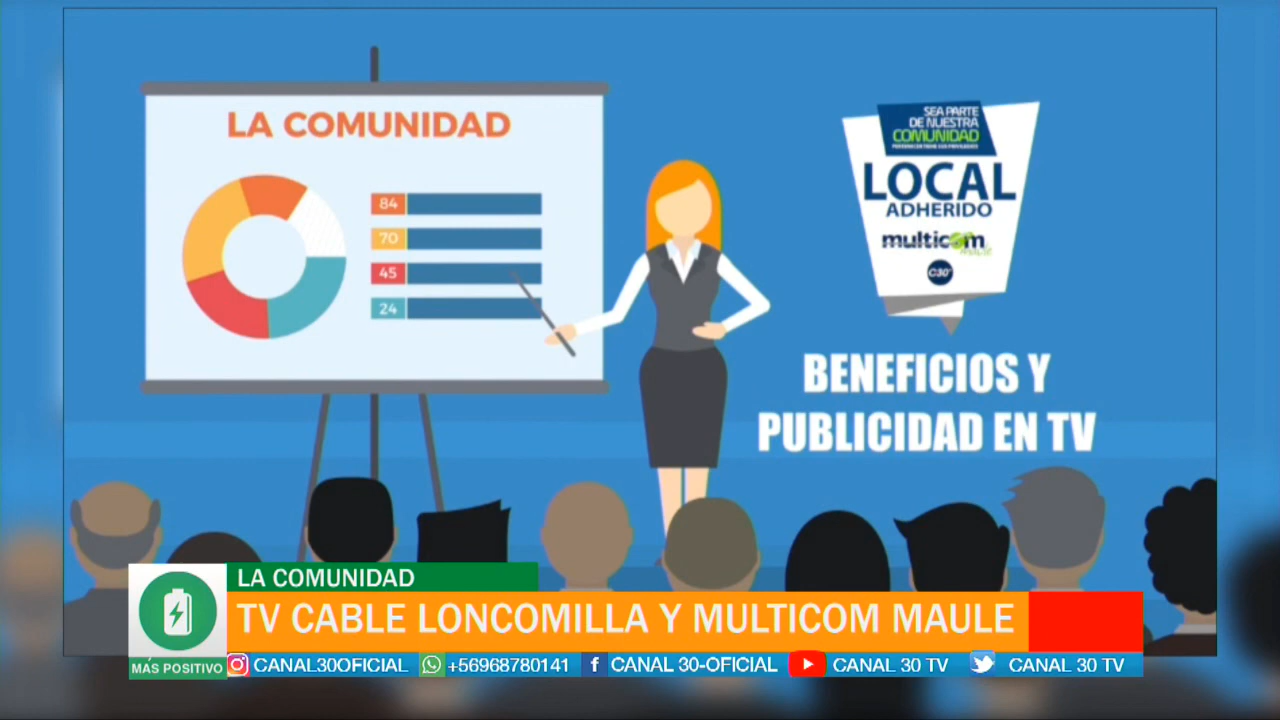 LA COMUNIDAD
84
70
45
24
SEA PARTE
DE NUESTRA
COMUNIDAD
LOCAL
ADHERIDO
multicom
maule
C30
BENEFICIOS Y
PUBLICIDAD EN TV
LA COMUNIDAD
TV CABLE LONCOMILLA Y MULTICOM MAULE
MÁS POSITIVO
CANAL30OFICIAL +56968780141 CANAL 30-OFICIAL CANAL 30 TV CANAL 30 TV